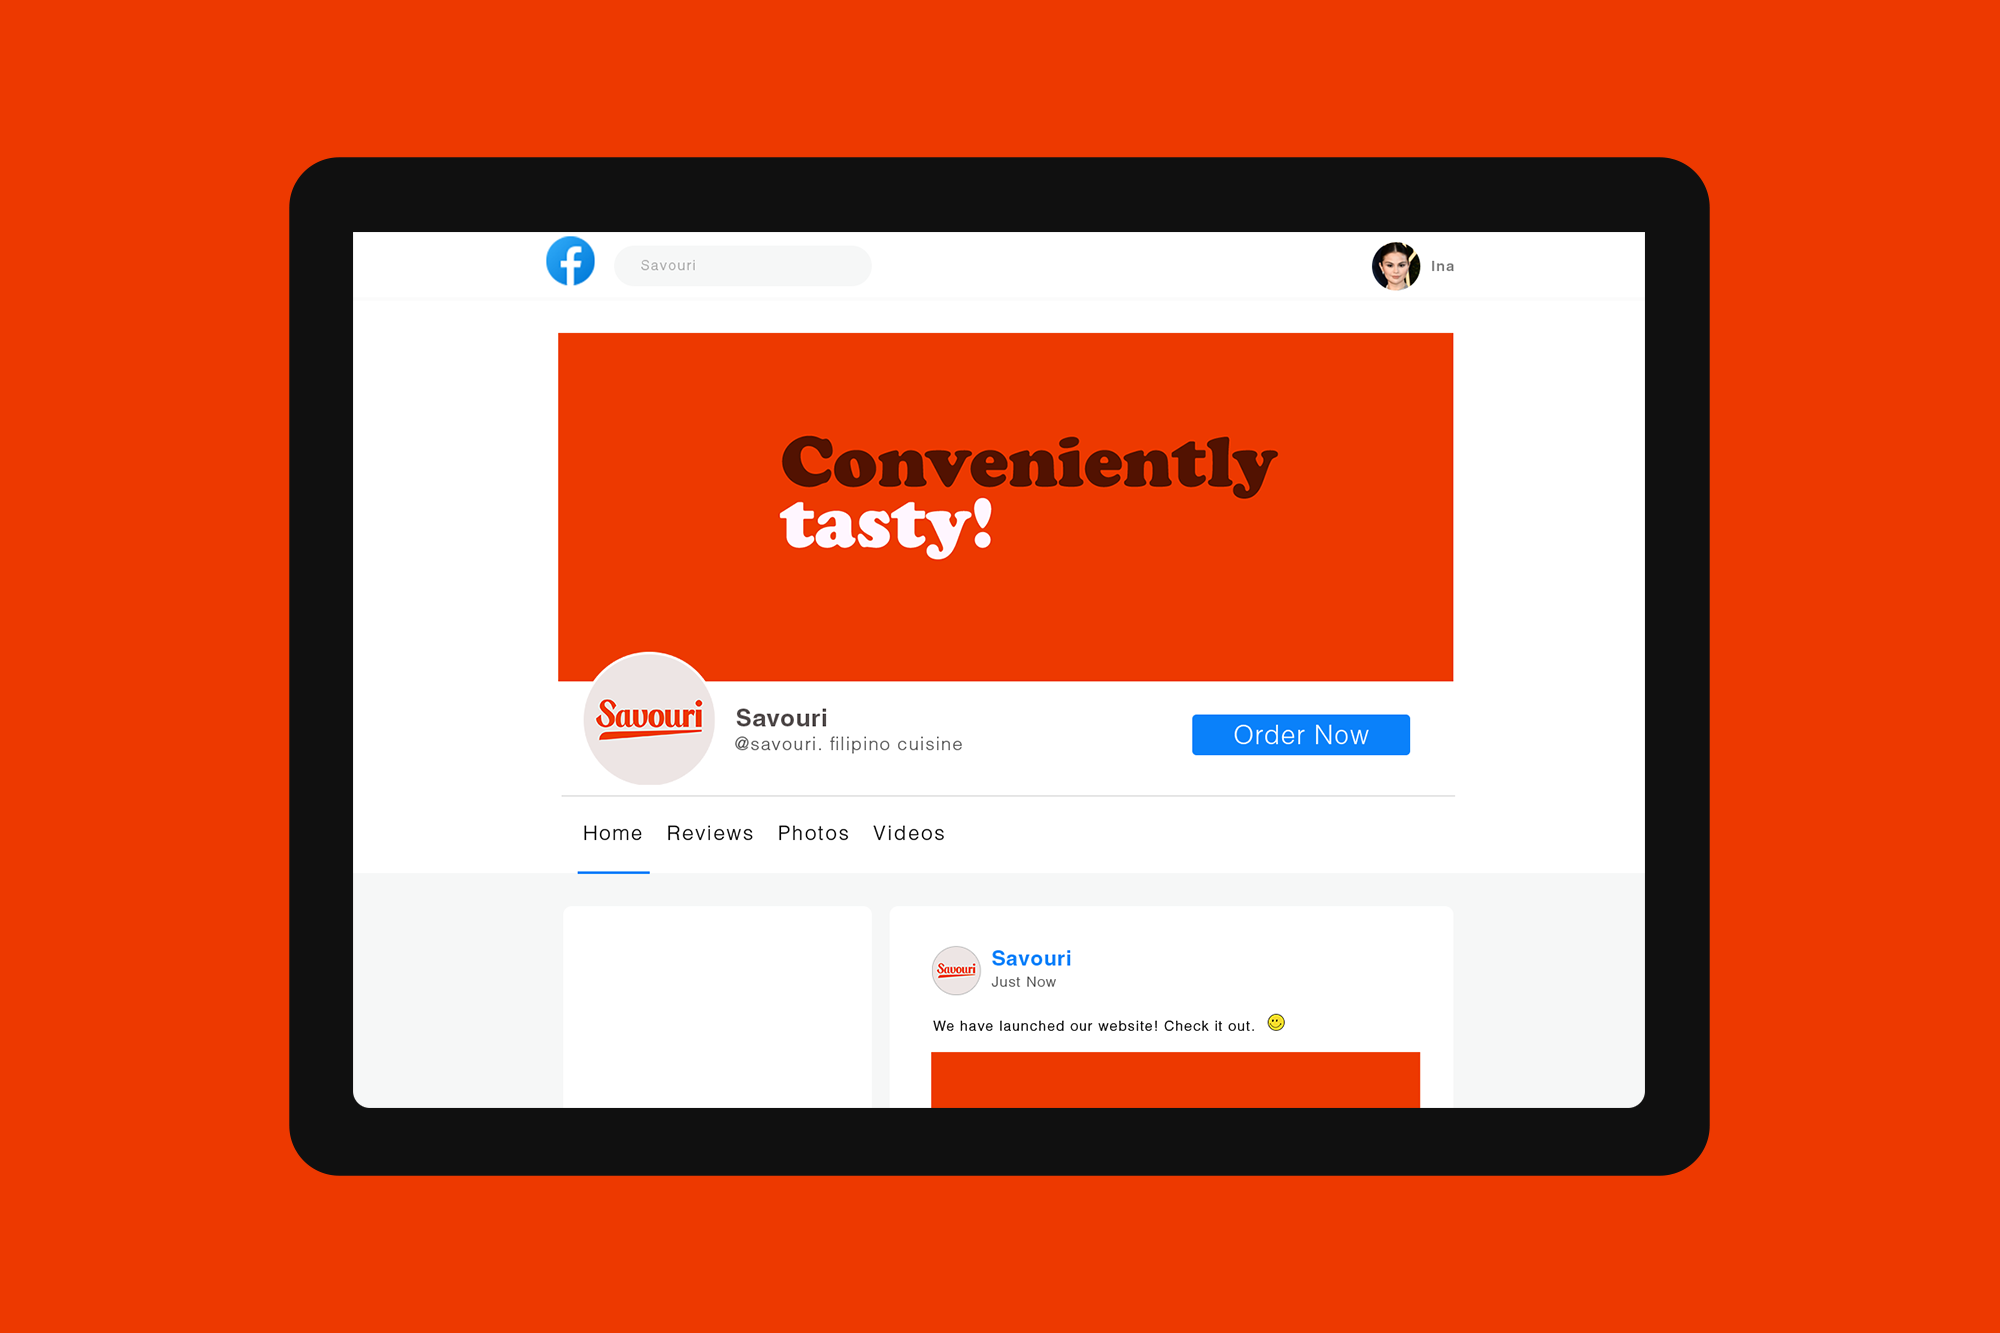 Savouri
Ina
Conveniently
tasty!
Savouri
Savouri
@savouri. filipino cuisine
Order Now
Home Reviews Photos Videos
Savouri
Savouri
Just Now
We have launched our website! Check it out.